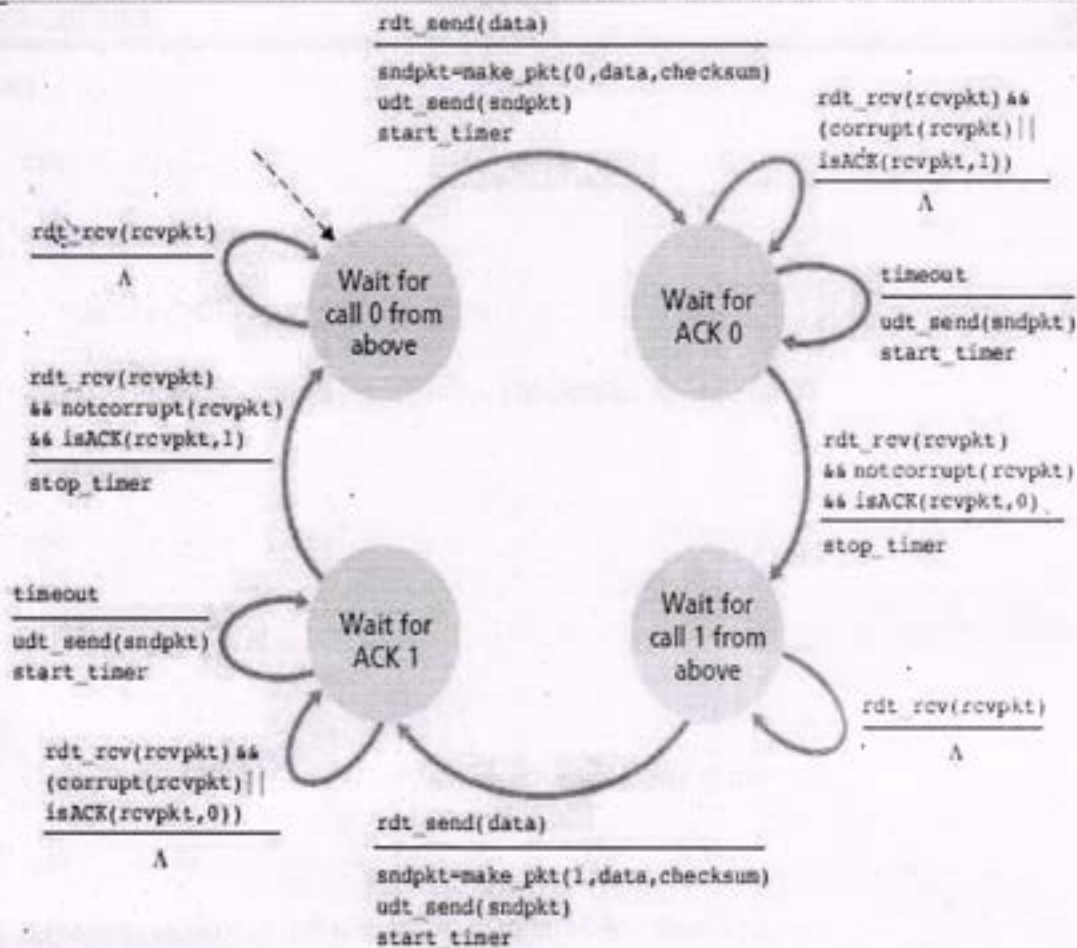 rdt_send(data)
sndpkt=make_pkt(0,data,checksum)
udt_send(sndpkt)
start_timer
rdt_rcv(rcvpkt) &&
(corrupt(rcvpkt)||
isACK(rcvpkt,1))
Λ
rdt_rcv(rcvpkt)
Λ
Wait for
call 0 from
above
Wait for
ACK 0
timeout
udt_send(sndpkt)
start_timer
rdt_rcv(rcvpkt)
&& notcorrupt(rcvpkt)
&& isACK(rcvpkt,1)
stop_timer
rdt_rcv(rcvpkt)
&& notcorrupt(rcvpkt)
&& isACK(rcvpkt,0)
stop_timer
timeout
udt_send(sndpkt)
start_timer
Wait for
ACK 1
Wait for
call 1 from
above
rdt_rcv(rcvpkt)
Λ
rdt_rcv(rcvpkt) &&
(corrupt(rcvpkt)||
isACK(rcvpkt,0))
Λ
rdt_send(data)
sndpkt=make_pkt(1,data,checksum)
udt_send(sndpkt)
start_timer